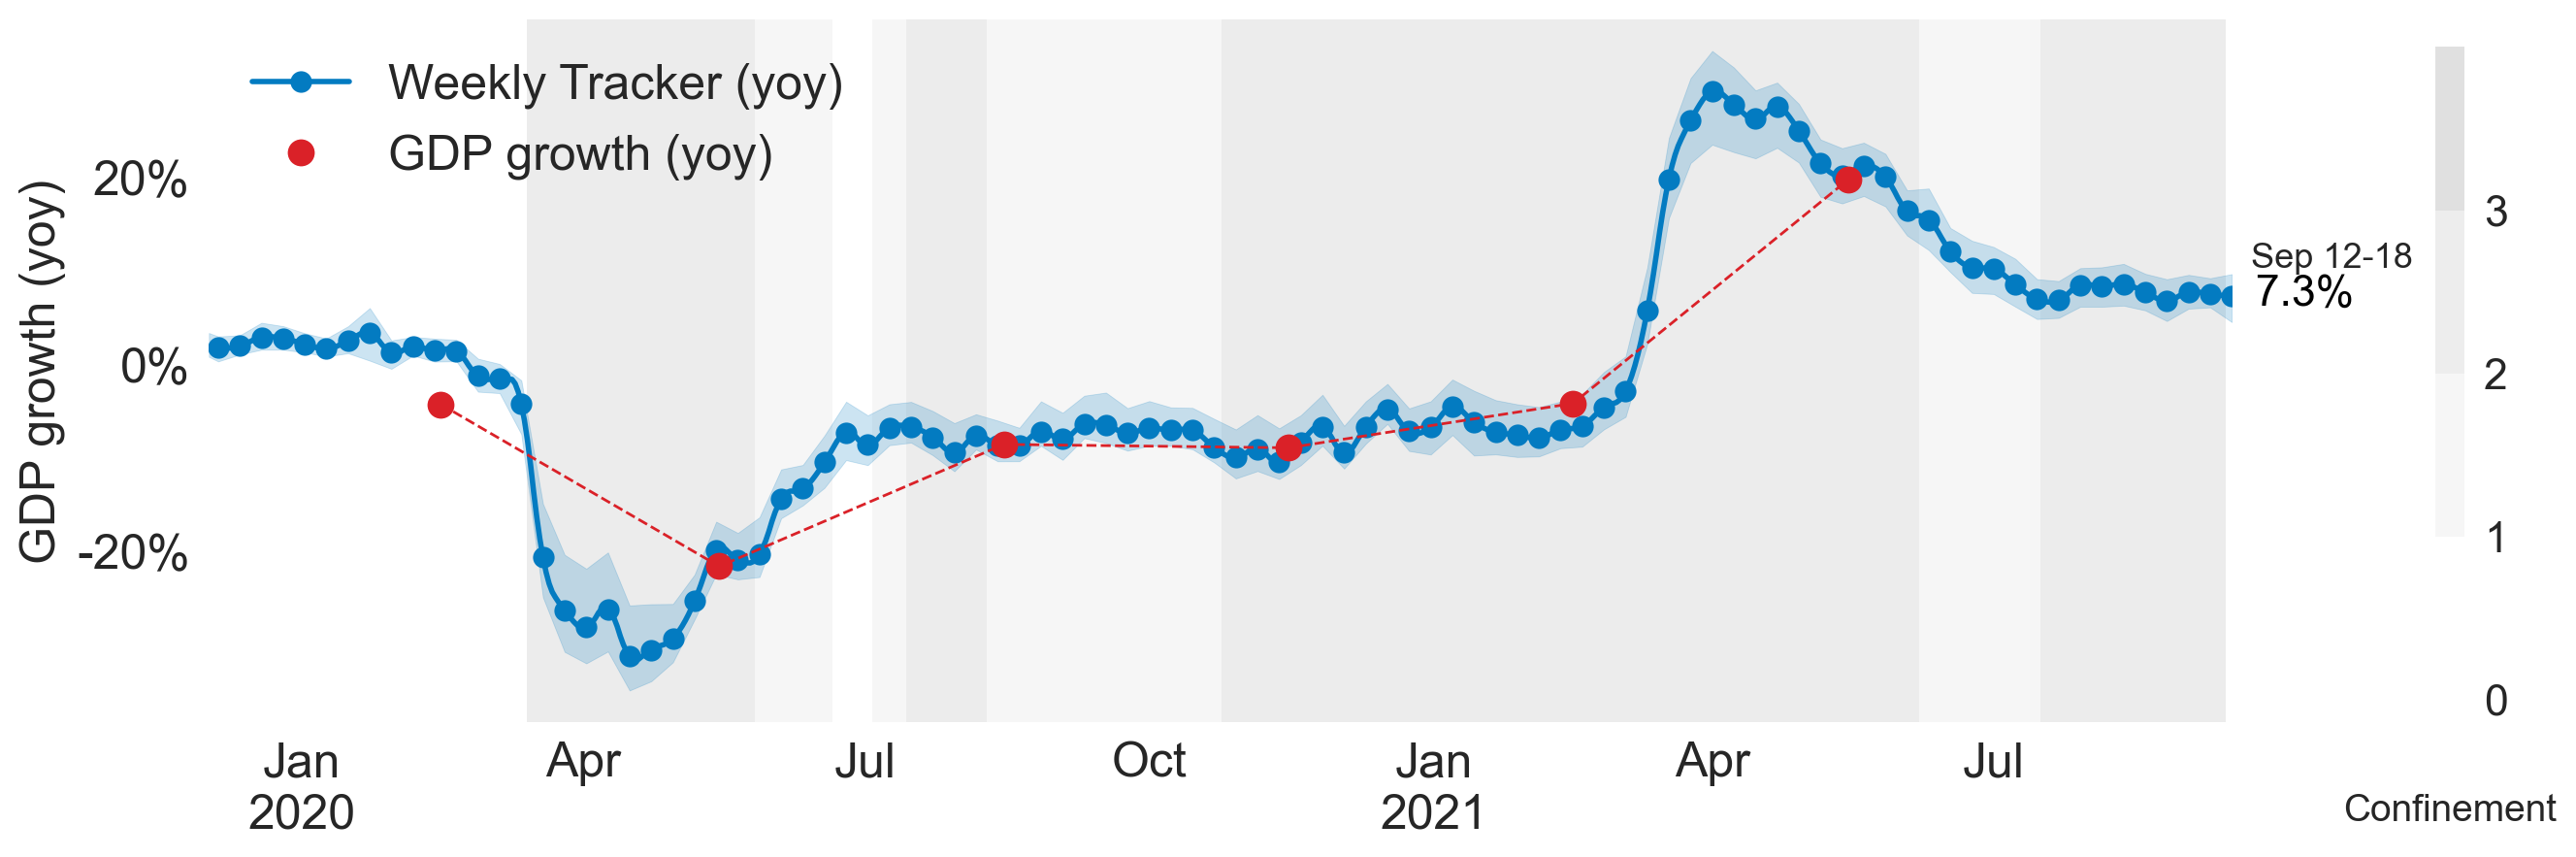 Weekly Tracker (yoy)
GDP growth (yoy)
GDP growth (yoy)
20%
0%
-20%
Sep 12-18
7.3%
3
2
1
0
Jan
2020
Apr
Jul
Oct
Jan
2021
Apr
Jul
Confinement